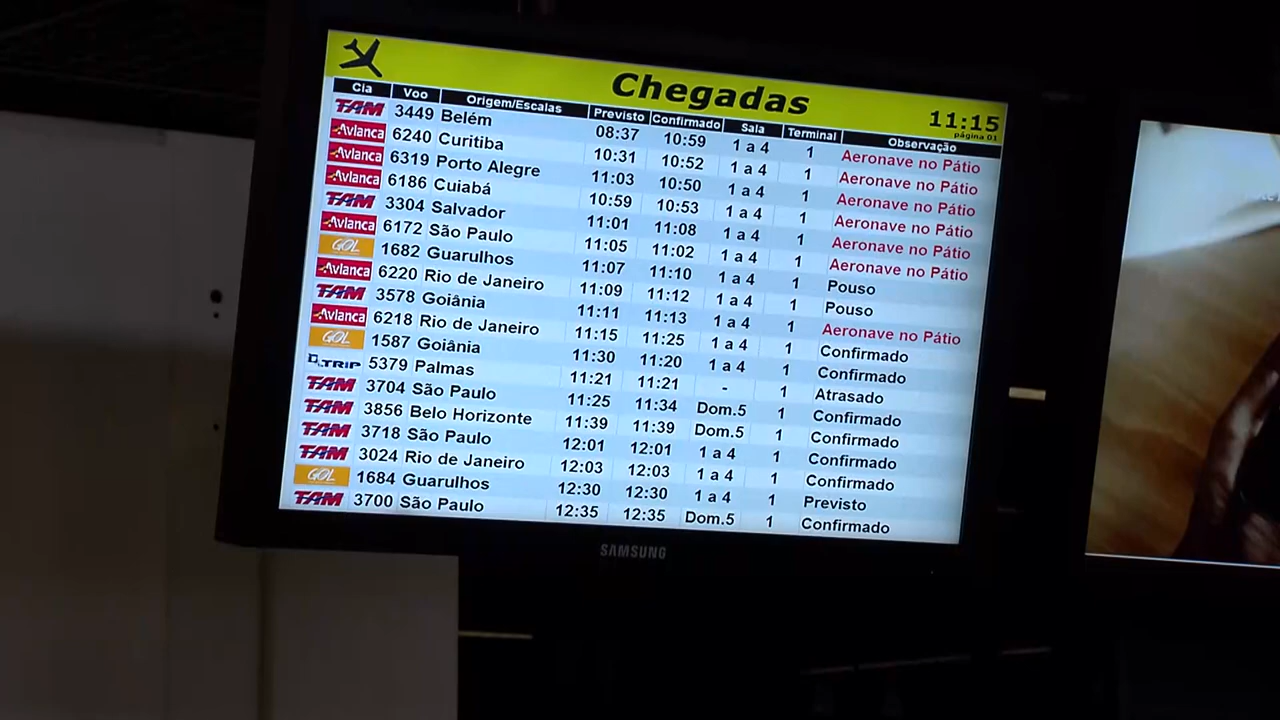 Chegadas
11:15
página 01
Cia Voo Origem/Escalas Previsto Confirmado Sala Terminal Observação
TAM 3449 Belém 08:37 10:59 1 a 4 1 Aeronave no Pátio
Avianca 6240 Curitiba 10:31 10:52 1 a 4 1 Aeronave no Pátio
Avianca 6319 Porto Alegre 11:03 10:50 1 a 4 1 Aeronave no Pátio
Avianca 6186 Cuiabá 10:59 10:53 1 a 4 1 Aeronave no Pátio
TAM 3304 Salvador 11:01 11:08 1 a 4 1 Aeronave no Pátio
Avianca 6172 São Paulo 11:05 11:02 1 a 4 1 Aeronave no Pátio
GOL 1682 Guarulhos 11:07 11:10 1 a 4 1 Pouso
Avianca 6220 Rio de Janeiro 11:09 11:12 1 a 4 1 Pouso
TAM 3578 Goiânia 11:11 11:13 1 a 4 1 Aeronave no Pátio
Avianca 6218 Rio de Janeiro 11:15 11:25 1 a 4 1 Confirmado
GOL 1587 Goiânia 11:30 11:20 1 a 4 1 Confirmado
TRIP 5379 Palmas 11:21 11:21 - 1 Atrasado
TAM 3704 São Paulo 11:25 11:34 Dom.5 1 Confirmado
TAM 3856 Belo Horizonte 11:39 11:39 Dom.5 1 Confirmado
TAM 3718 São Paulo 12:01 12:01 1 a 4 1 Confirmado
TAM 3024 Rio de Janeiro 12:03 12:03 1 a 4 1 Confirmado
GOL 1684 Guarulhos 12:30 12:30 1 a 4 1 Previsto
TAM 3700 São Paulo 12:35 12:35 Dom.5 1 Confirmado
SAMSUNG